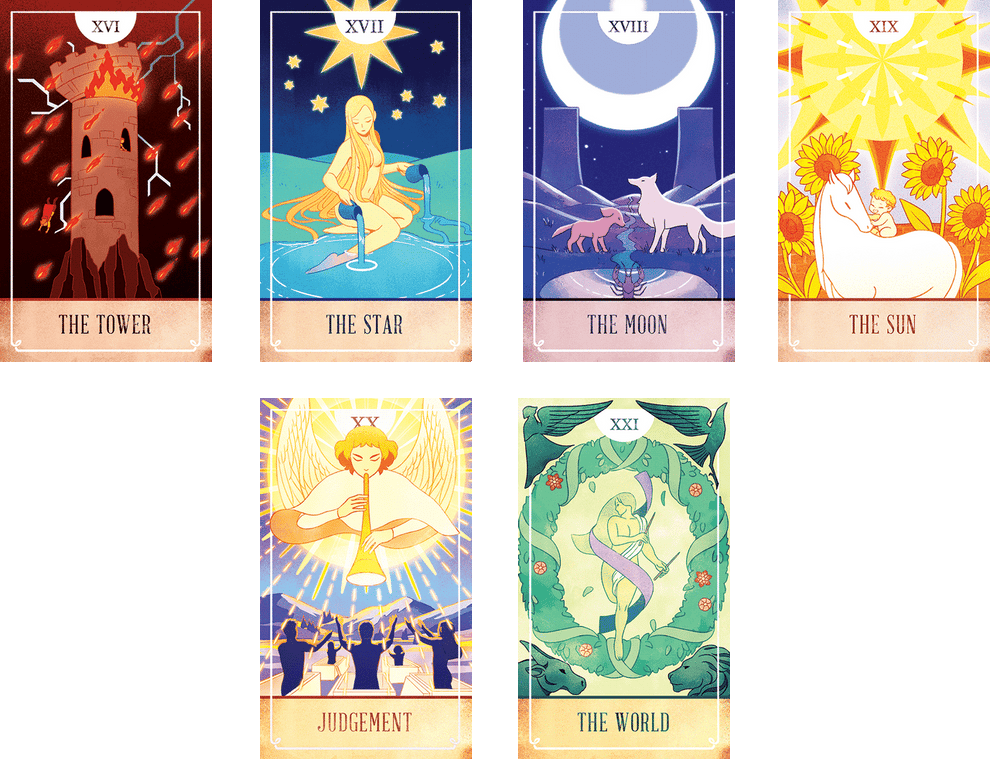 XVI
THE TOWER
XVII
THE STAR
XVIII
THE MOON
XIX
THE SUN
XX
JUDGEMENT
XXI
THE WORLD